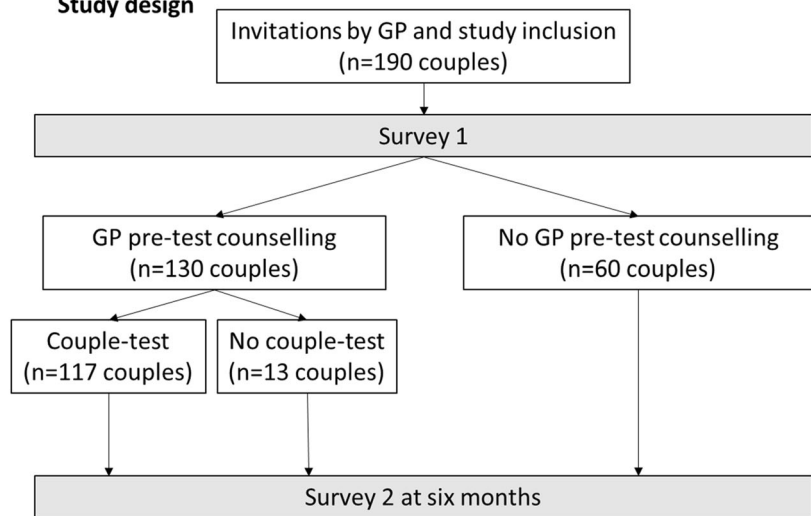 Study design
Invitations by GP and study inclusion
(n=190 couples)
Survey 1
GP pre-test counselling
(n=130 couples)
No GP pre-test counselling
(n=60 couples)
Couple-test
(n=117 couples)
No couple-test
(n=13 couples)
Survey 2 at six months